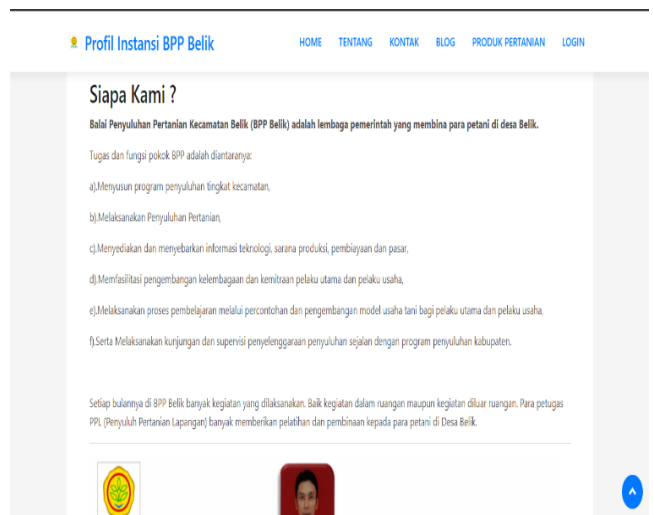 Profil Instansi BPP Belik
HOME TENTANG KONTAK BLOG PRODUK PERTANIAN LOGIN
Siapa Kami ?
Balai Penyuluhan Pertanian Kecamatan Belik (BPP Belik) adalah lembaga pemerintah yang membina para petani di desa Belik.
Tugas dan fungsi pokok BPP adalah diantaranya:
a).Menyusun program penyuluhan tingkat kecamatan,
b).Melaksanakan Penyuluhan Pertanian,
c).Menyediakan dan menyebarkan informasi teknologi, sarana produksi, pembiayaan dan pasar,
d).Memfasilitasi pengembangan kelembagaan dan kemitraan pelaku utama dan pelaku usaha,
e).Melaksanakan proses pembelajaran melalui percontohan dan pengembangan model usaha tani bagi pelaku utama dan pelaku usaha,
f).Serta Melaksanakan kunjungan dan supervisi penyelenggaraan penyuluhan sejalan dengan program penyuluhan kabupaten.
Setiap bulannya di BPP Belik banyak kegiatan yang dilaksanakan. Baik kegiatan dalam ruangan maupun kegiatan diluar ruangan. Para petugas
PPL (Penyuluh Pertanian Lapangan) banyak memberikan pelatihan dan pembinaan kepada para petani di Desa Belik.